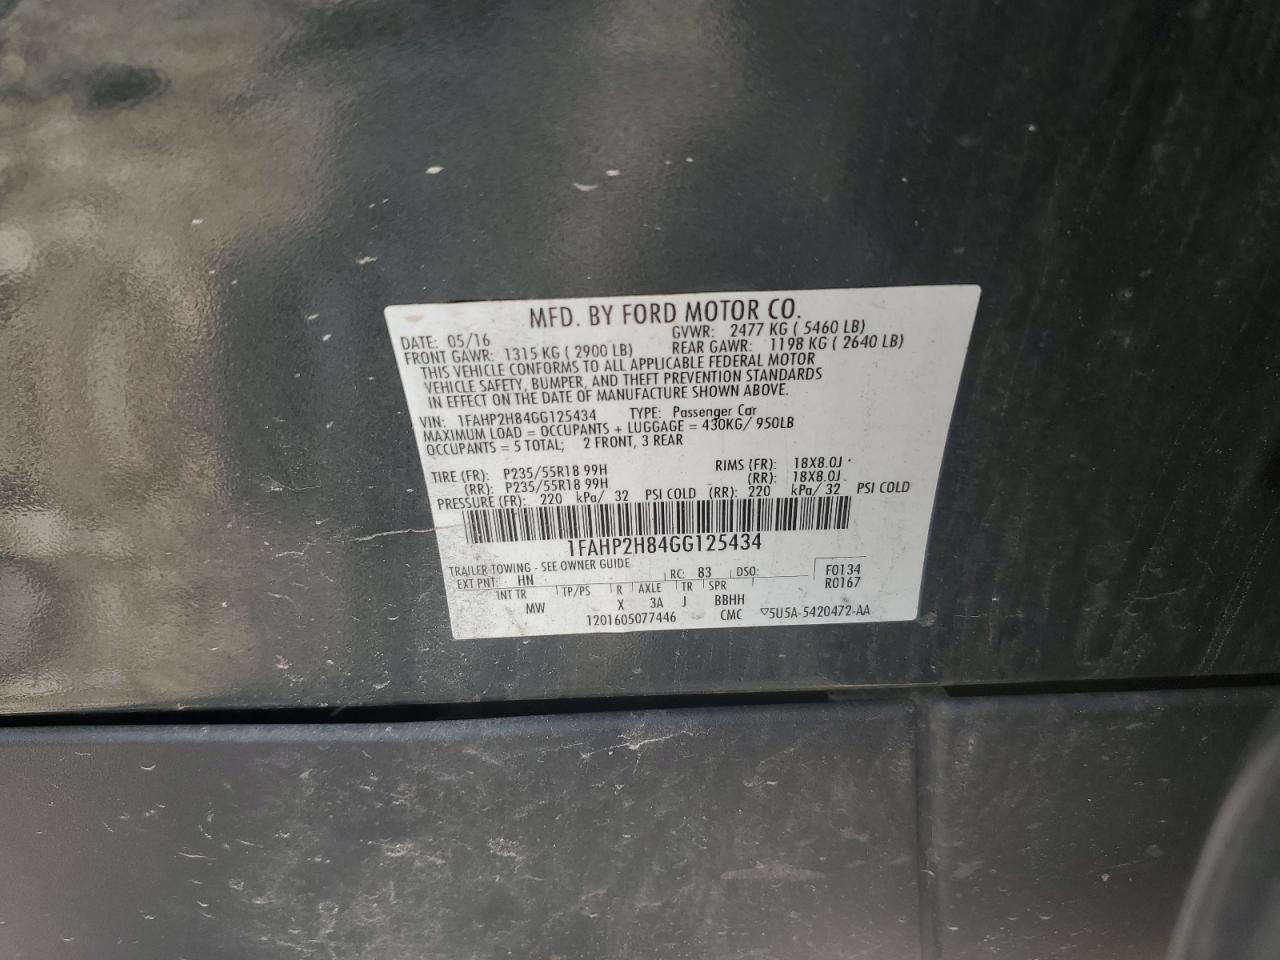 MFD. BY FORD MOTOR CO.
DATE: 05/16 GVWR: 2477 KG ( 5460 LB)
FRONT GAWR: 1315 KG ( 2900 LB) REAR GAWR: 1198 KG ( 2640 LB)
THIS VEHICLE CONFORMS TO ALL APPLICABLE FEDERAL MOTOR
VEHICLE SAFETY, BUMPER, AND THEFT PREVENTION STANDARDS
IN EFFECT ON THE DATE OF MANUFACTURE SHOWN ABOVE.
VIN: 1FAHP2H84GG125434 TYPE: Passenger Car
MAXIMUM LOAD = OCCUPANTS + LUGGAGE = 430KG/ 950LB
OCCUPANTS = 5 TOTAL; 2 FRONT, 3 REAR
TIRE (FR): P235/55R18 99H RIMS (FR): 18X8.0J
(RR): P235/55R18 99H (RR): 18X8.0J
PRESSURE (FR): 220 kPa/ 32 PSI COLD (RR): 220 kPa/ 32 PSI COLD
1FAHP2H84GG125434
TRAILER TOWING - SEE OWNER GUIDE
EXT PNT: HN RC: 83 DSO: F0134
INT TR TP/PS R AXLE TR SPR R0167
MW X 3A J BBHH
1201605077446 CMC ▽5U5A-5420472-AA